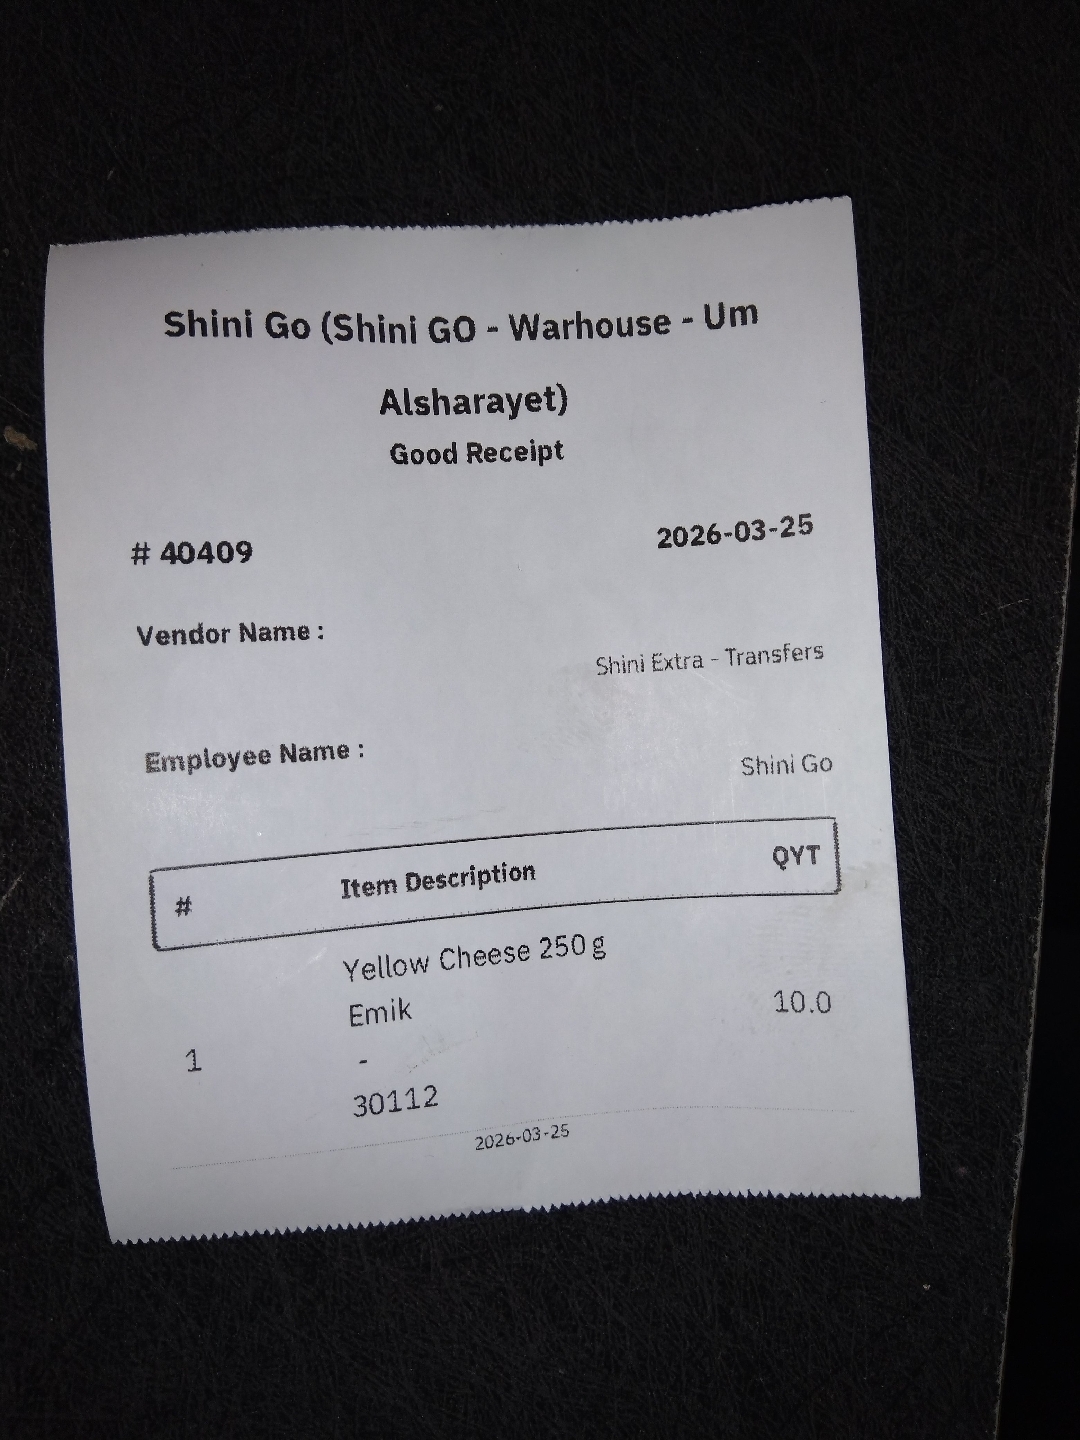 Shini Go (Shini GO - Warhouse - Um
Alsharayet)
Good Receipt
# 40409 2026-03-25
Vendor Name :
Shini Extra - Transfers
Employee Name :
Shini Go
# Item Description QYT
Yellow Cheese 250 g
Emik 10.0
1 -
30112
2026-03-25